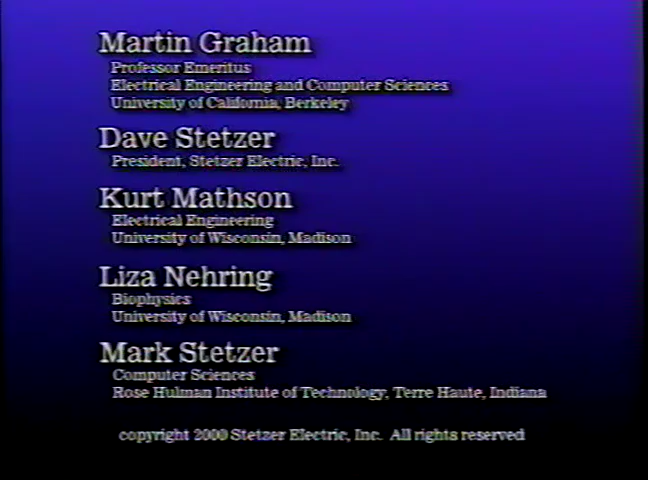 Martin Graham
Professor Emeritus
Electrical Engineering and Computer Sciences
University of California, Berkeley
Dave Stetzer
President, Stetzer Electric, Inc.
Kurt Mathson
Electrical Engineering
University of Wisconsin, Madison
Liza Nehring
Biophysics
University of Wisconsin, Madison
Mark Stetzer
Computer Sciences
Rose Hulman Institute of Technology, Terre Haute, Indiana
copyright 2000 Stetzer Electric, Inc. All rights reserved